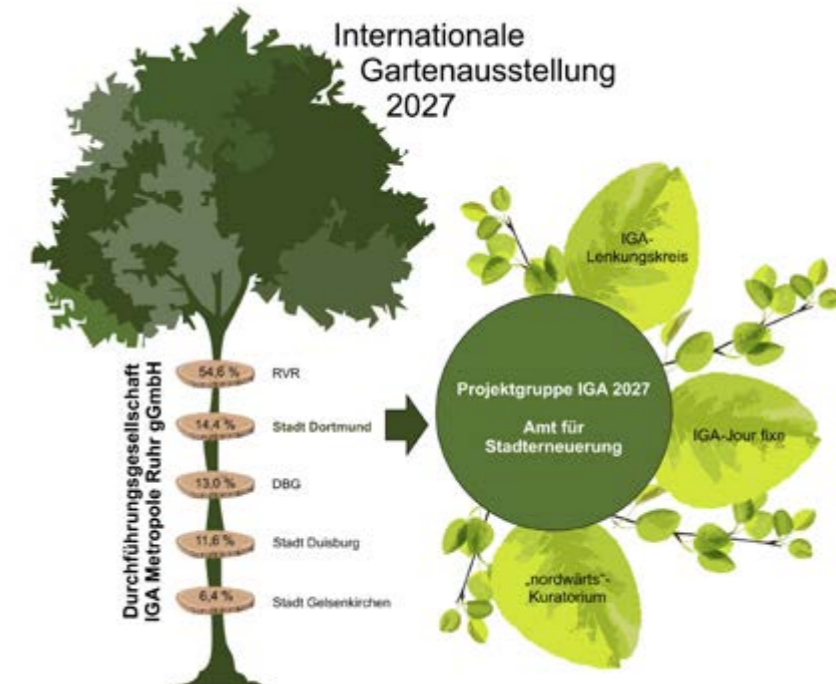 Internationale
Gartenausstellung
2027
Durchführungsgesellschaft
IGA Metropole Ruhr gGmbH
54,6 % RVR
14,4 % Stadt Dortmund
13,0 % DBG
11,6 % Stadt Duisburg
6,4 % Stadt Gelsenkirchen
Projektgruppe IGA 2027
Amt für
Stadterneuerung
IGA-
Lenkungskreis
IGA-Jour fixe
„nordwärts“-
Kuratorium